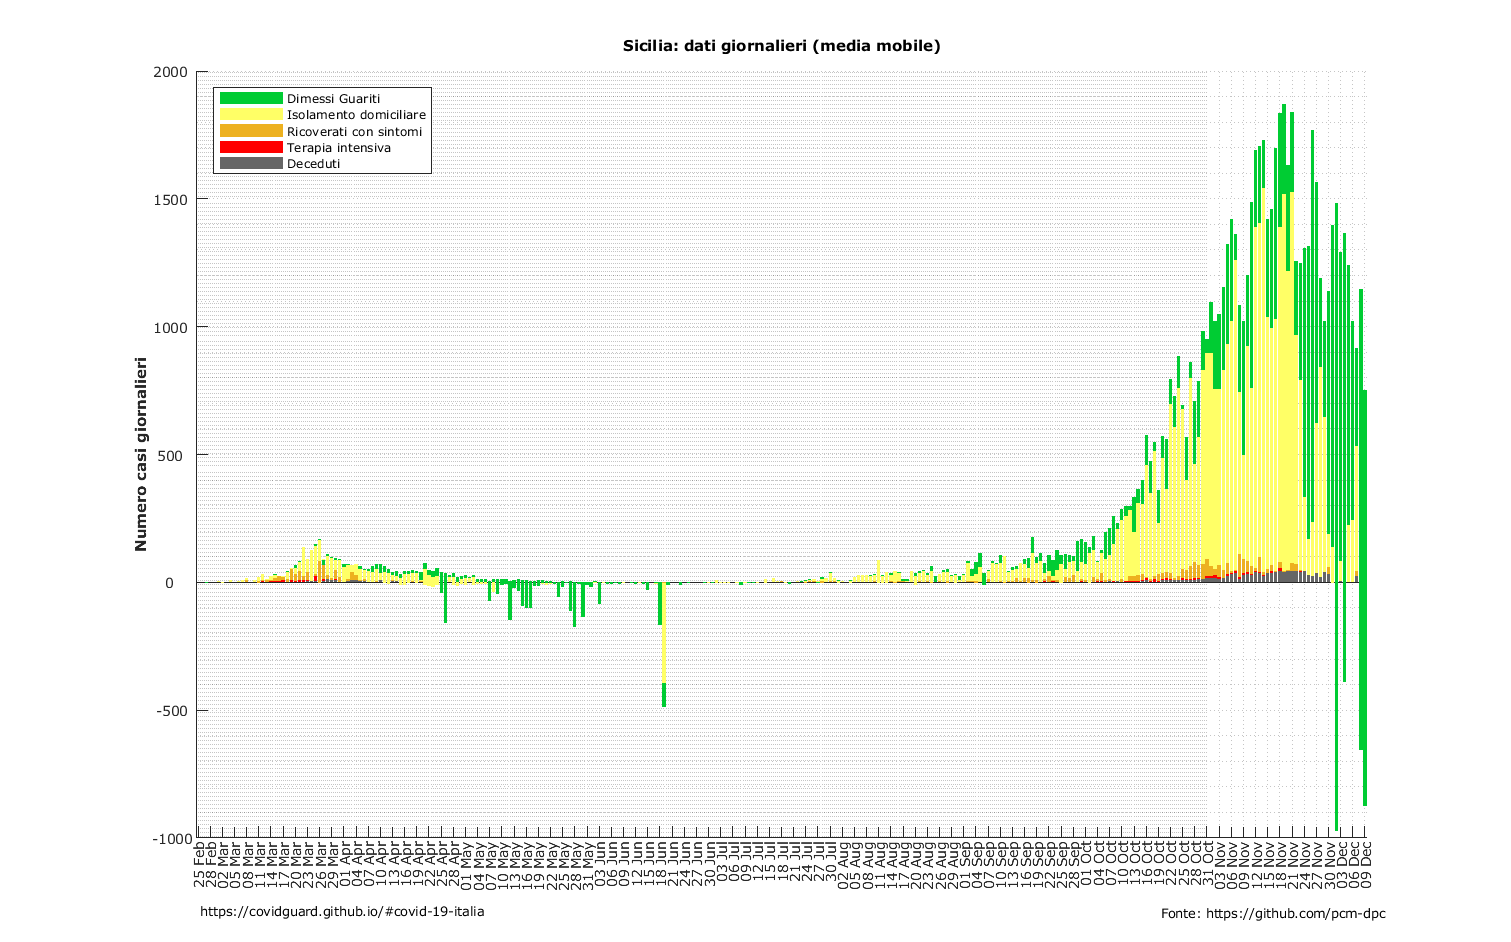 Sicilia: dati giornalieri (media mobile)
2000
1500
1000
500
0
-500
-1000
Numero casi giornalieri
Dimessi Guariti
Isolamento domiciliare
Ricoverati con sintomi
Terapia intensiva
Deceduti
25 Feb
28 Feb
02 Mar
05 Mar
08 Mar
11 Mar
14 Mar
17 Mar
20 Mar
23 Mar
26 Mar
29 Mar
01 Apr
04 Apr
07 Apr
10 Apr
13 Apr
16 Apr
19 Apr
22 Apr
25 Apr
28 Apr
01 May
04 May
07 May
10 May
13 May
16 May
19 May
22 May
25 May
28 May
31 May
03 Jun
06 Jun
09 Jun
12 Jun
15 Jun
18 Jun
21 Jun
24 Jun
27 Jun
30 Jun
03 Jul
06 Jul
09 Jul
12 Jul
15 Jul
18 Jul
21 Jul
24 Jul
27 Jul
30 Jul
02 Aug
05 Aug
08 Aug
11 Aug
14 Aug
17 Aug
20 Aug
23 Aug
26 Aug
29 Aug
01 Sep
04 Sep
07 Sep
10 Sep
13 Sep
16 Sep
19 Sep
22 Sep
25 Sep
28 Sep
01 Oct
04 Oct
07 Oct
10 Oct
13 Oct
16 Oct
19 Oct
22 Oct
25 Oct
28 Oct
31 Oct
03 Nov
06 Nov
09 Nov
12 Nov
15 Nov
18 Nov
21 Nov
24 Nov
27 Nov
30 Nov
03 Dec
06 Dec
09 Dec
https://covidguard.github.io/#covid-19-italia
Fonte: https://github.com/pcm-dpc